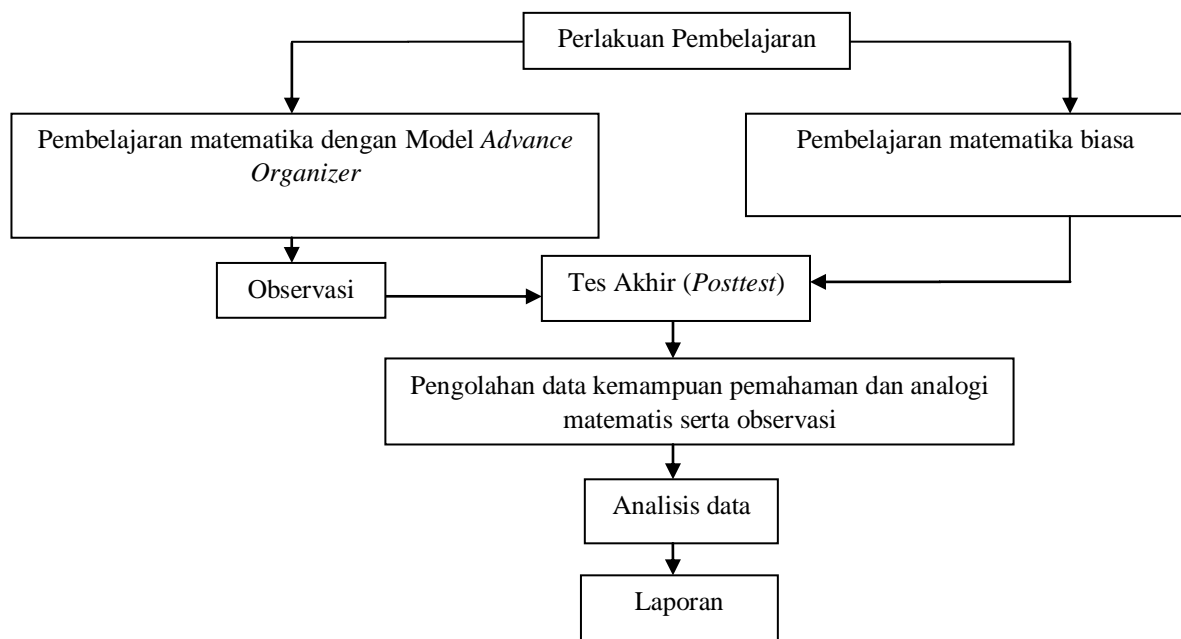 Perlakuan Pembelajaran
Pembelajaran matematika dengan Model Advance
Organizer
Pembelajaran matematika biasa
Observasi
Tes Akhir (Posttest)
Pengolahan data kemampuan pemahaman dan analogi
matematis serta observasi
Analisis data
Laporan